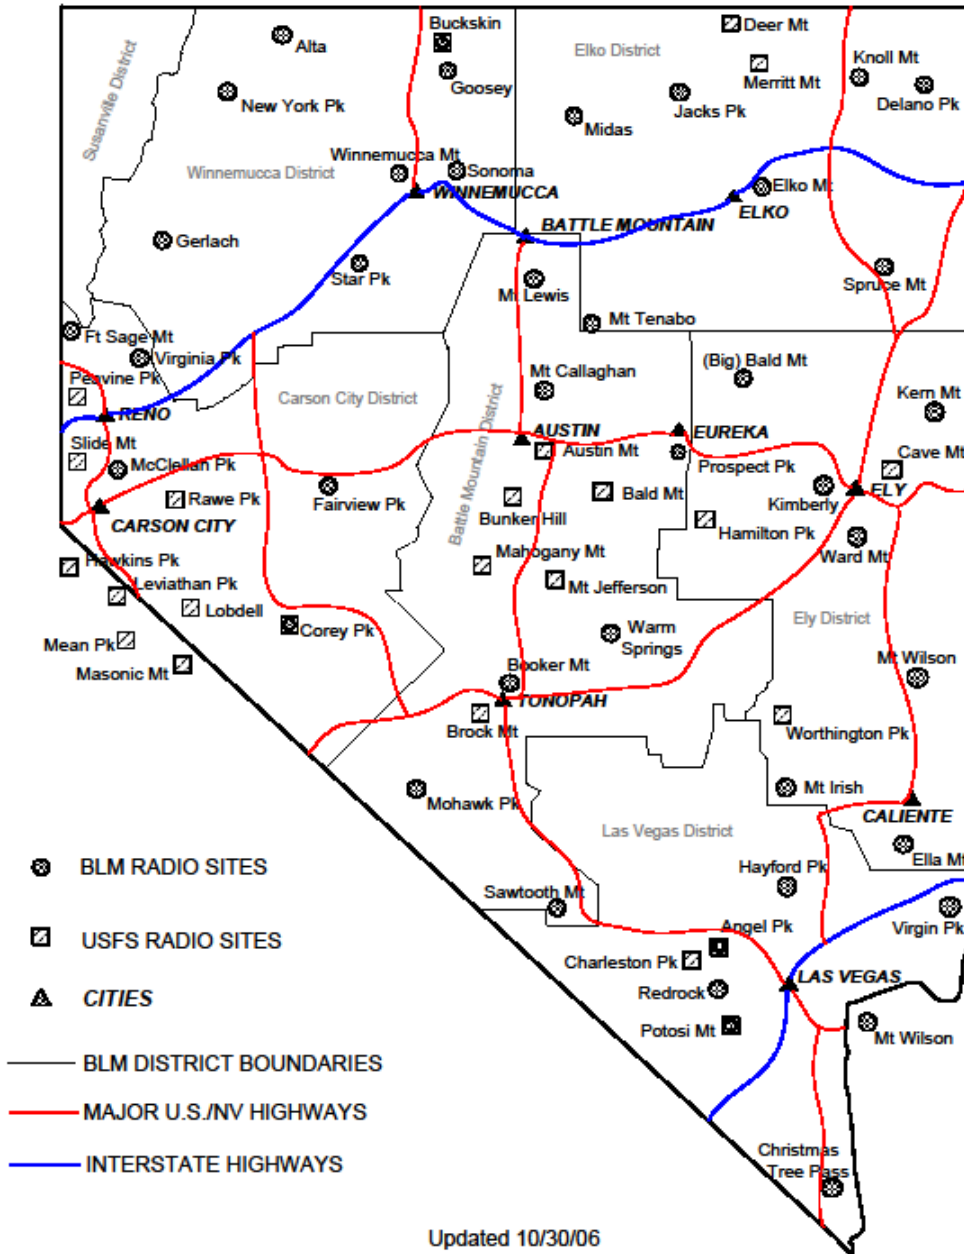 Buckskin
Deer Mt
Alta
Elko District
Knoll Mt
Goosey
Merritt Mt
Susanville District
New York Pk
Jacks Pk
Delano Pk
Midas
Winnemucca Mt
Winnemucca District
Sonoma
WINNEMUCCA
Elko Mt
ELKO
BATTLE MOUNTAIN
Gerlach
Star Pk
Mt Lewis
Spruce Mt
Mt Tenabo
Ft Sage Mt
Virginia Pk
(Big) Bald Mt
Peavine Pk
Mt Callaghan
Kern Mt
Carson City District
RENO
Battle Mountain District
AUSTIN
EUREKA
Slide Mt
Austin Mt
Cave Mt
McClellan Pk
Prospect Pk
Rawe Pk
Fairview Pk
Bald Mt
Kimberly
ELY
Bunker Hill
CARSON CITY
Hamilton Pk
Ward Mt
Hawkins Pk
Mahogany Mt
Leviathan Pk
Mt Jefferson
Lobdell
Corey Pk
Ely District
Mean Pk
Warm
Springs
Masonic Mt
Booker Mt
Mt Wilson
TONOPAH
Brock Mt
Worthington Pk
Mohawk Pk
Mt Irish
CALIENTE
Las Vegas District
Ella Mt
BLM RADIO SITES
Hayford Pk
Sawtooth Mt
Angel Pk
Virgin Pk
USFS RADIO SITES
Charleston Pk
LAS VEGAS
Redrock
CITIES
Potosi Mt
Mt Wilson
BLM DISTRICT BOUNDARIES
MAJOR U.S./NV HIGHWAYS
Christmas
Tree Pass
INTERSTATE HIGHWAYS
Updated 10/30/06